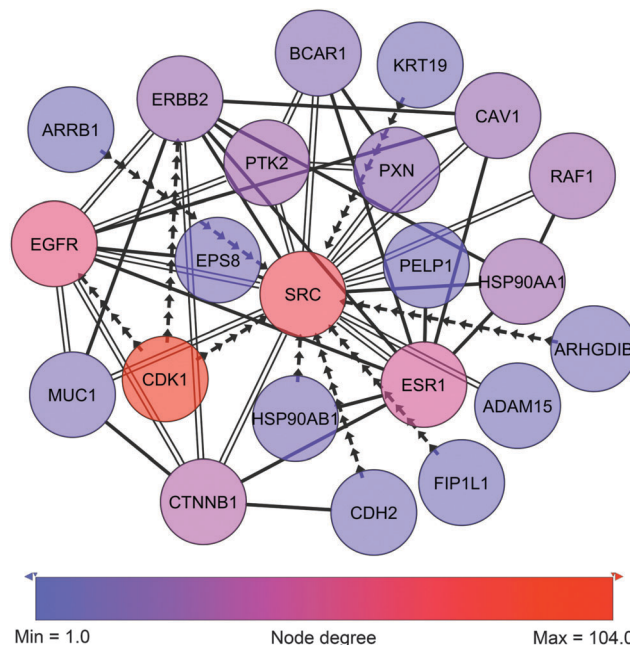 BCAR1
KRT19
ERBB2
CAV1
ARRB1
PTK2
PXN
RAF1
EGFR
EPS8
PELP1
HSP90AA1
SRC
ARHGDIB
CDK1
ESR1
MUC1
ADAM15
HSP90AB1
FIP1L1
CTNNB1
CDH2
Min = 1.0 Node degree Max = 104.0